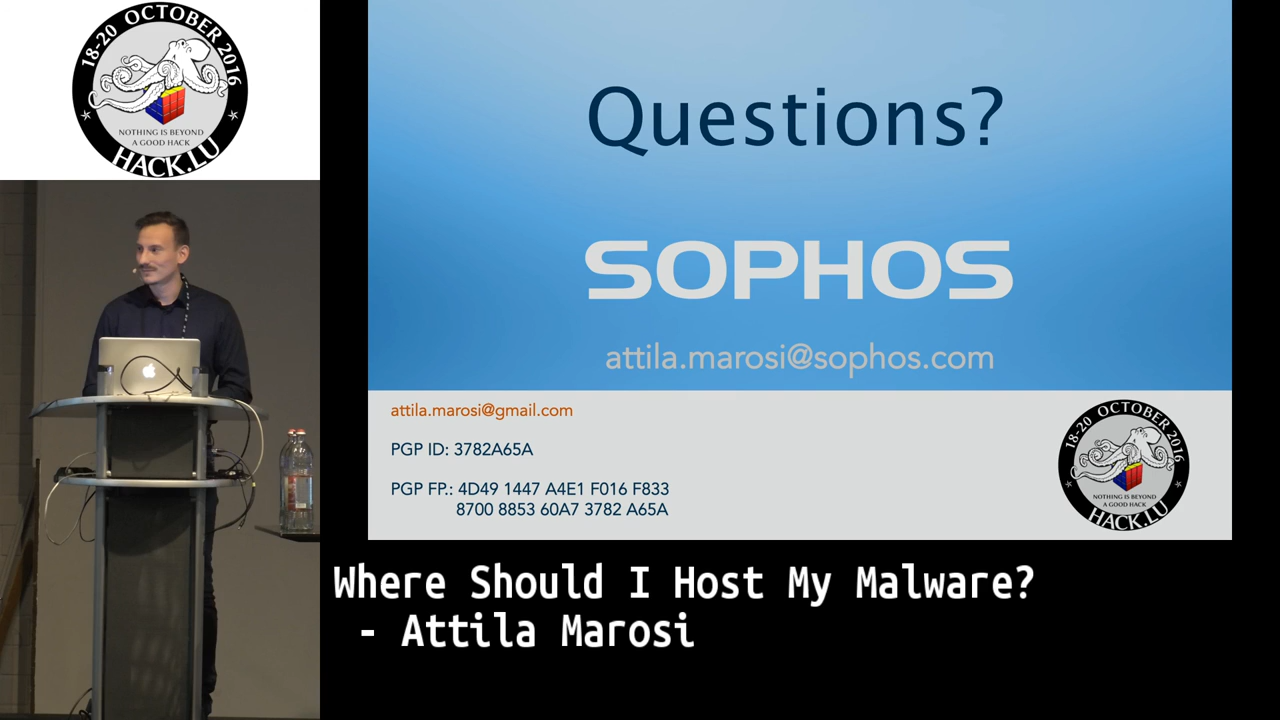 18-20 OCTOBER 2016
NOTHING IS BEYOND
A GOOD HACK
HACK.LU
Questions?
SOPHOS
attila.marosi@sophos.com
attila.marosi@gmail.com
PGP ID: 3782A65A
PGP FP.: 4D49 1447 A4E1 F016 F833
8700 8853 60A7 3782 A65A
18-20 OCTOBER 2016
NOTHING IS BEYOND
A GOOD HACK
HACK.LU
Where Should I Host My Malware?
- Attila Marosi